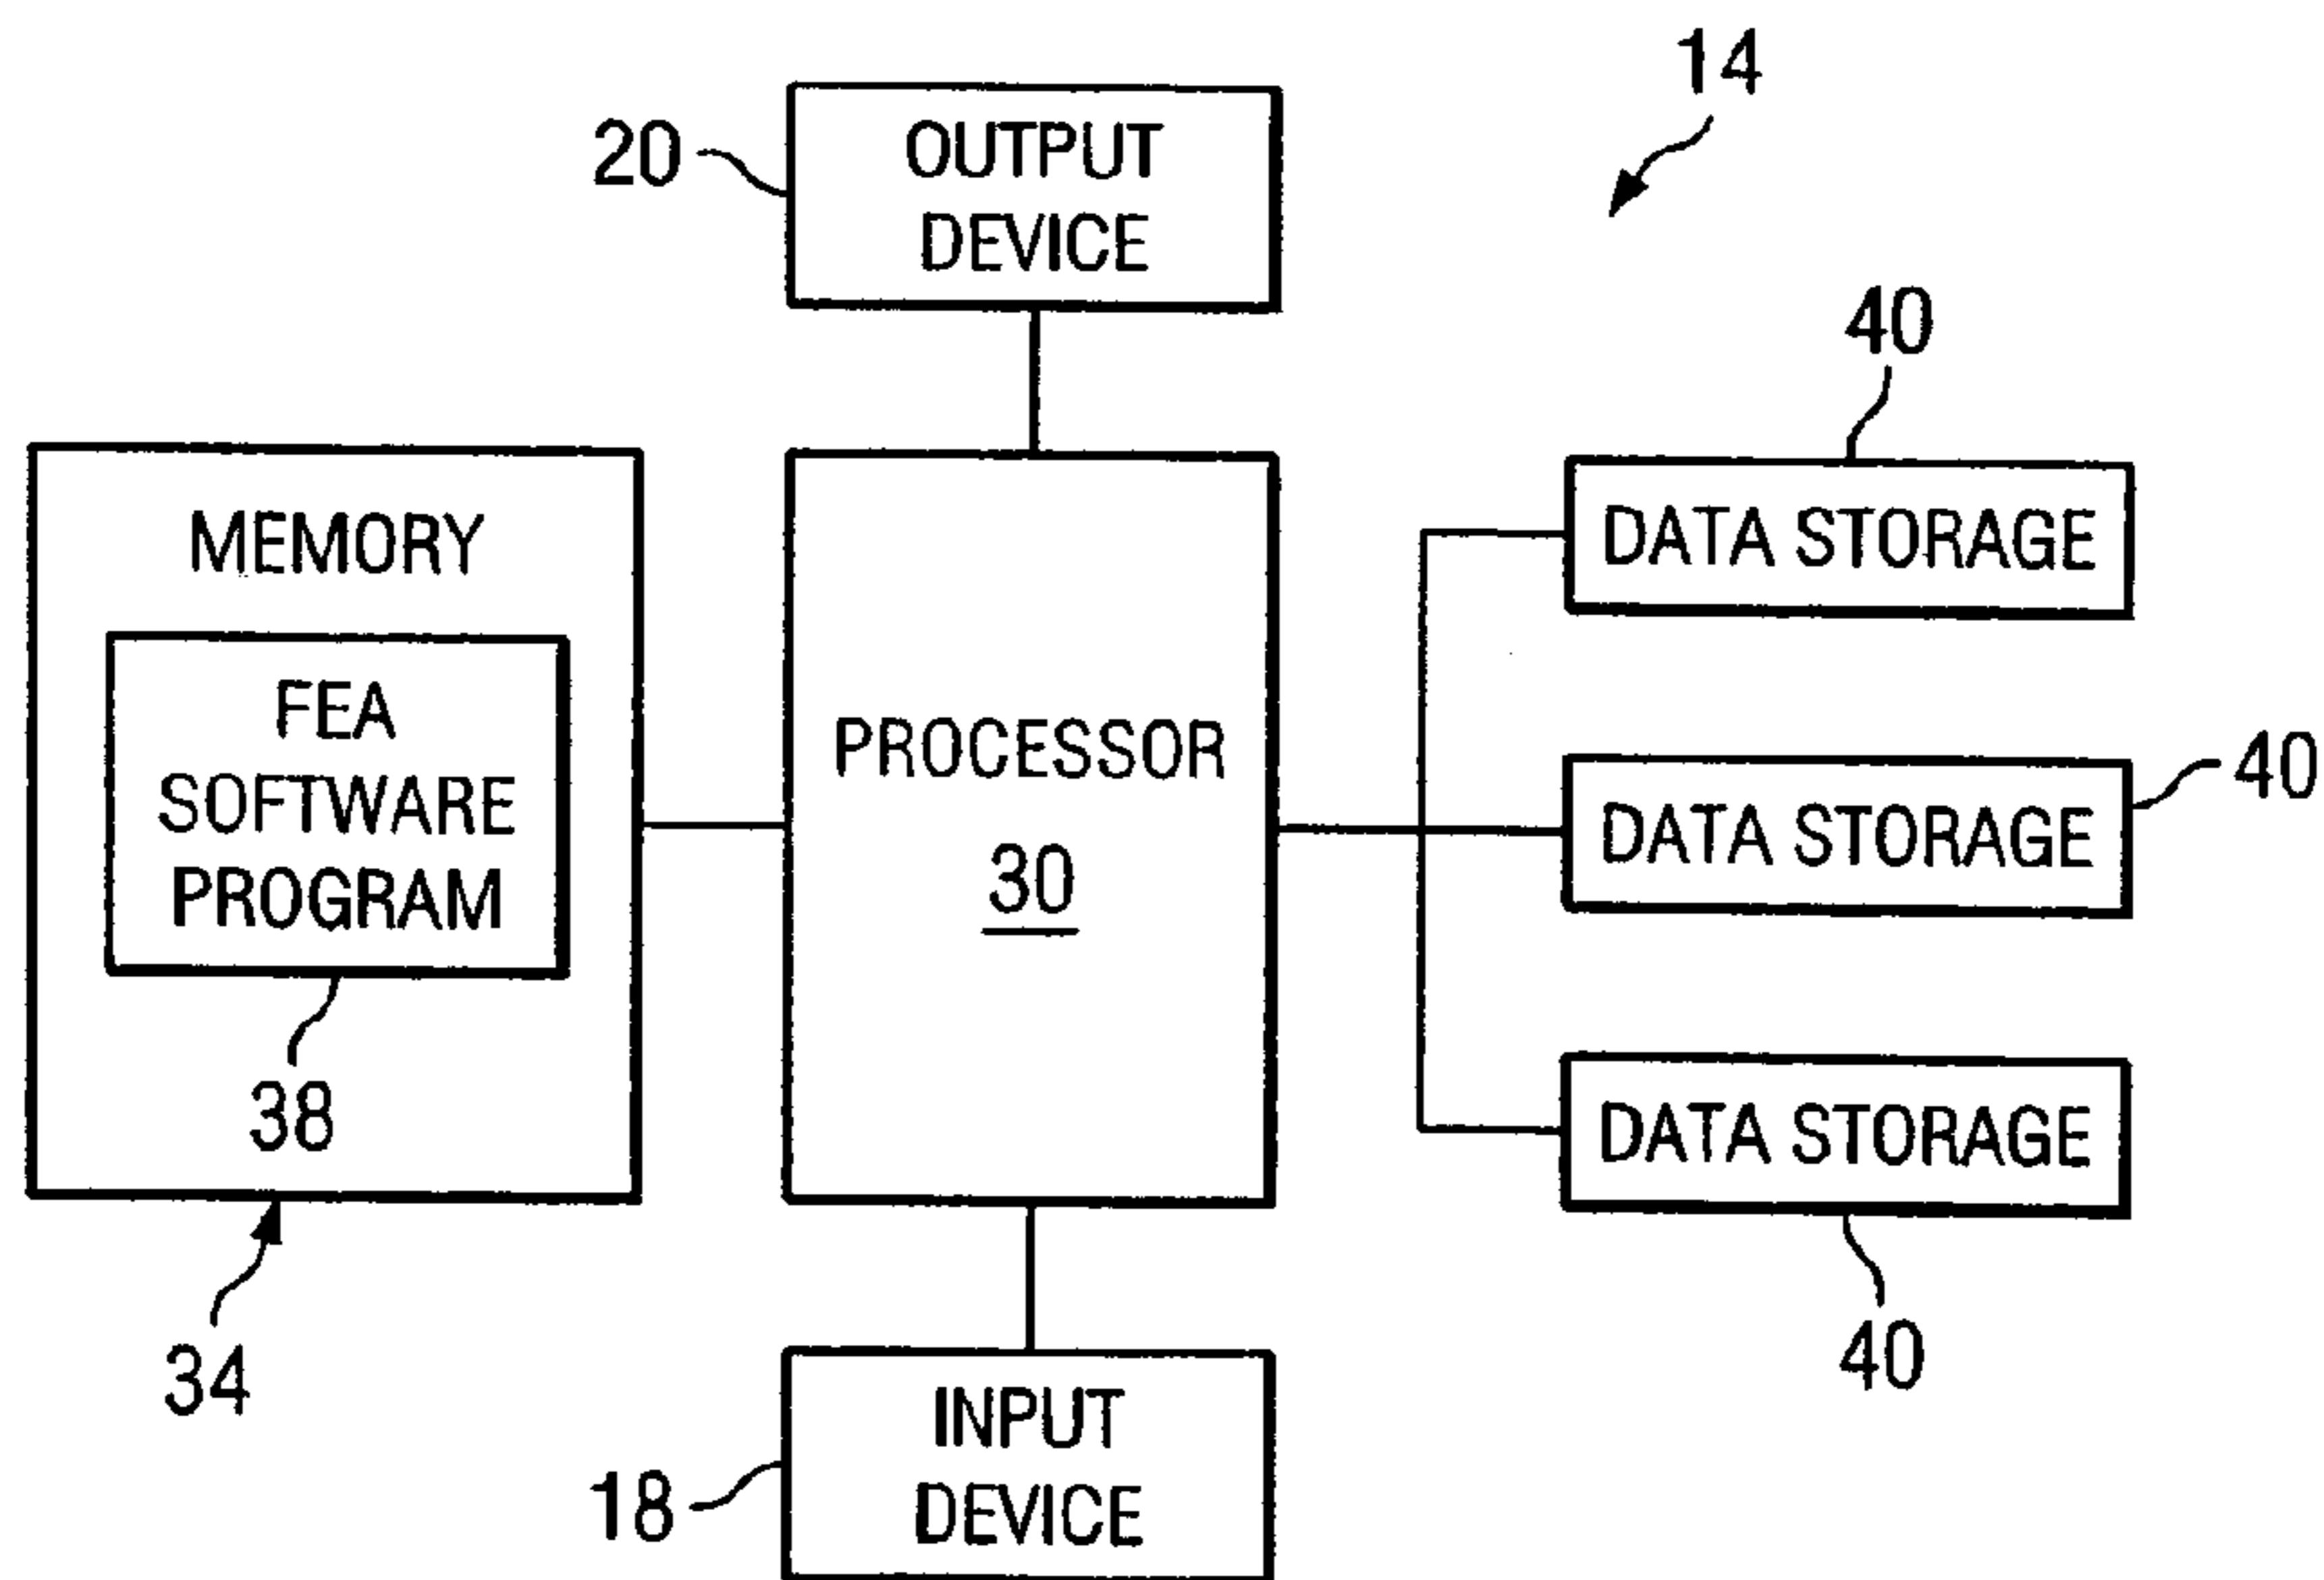 14
20
OUTPUT
DEVICE
40
MEMORY
DATA STORAGE
FEA
SOFTWARE
PROGRAM
PROCESSOR
30
DATA STORAGE
40
38
DATA STORAGE
34
40
18
INPUT
DEVICE